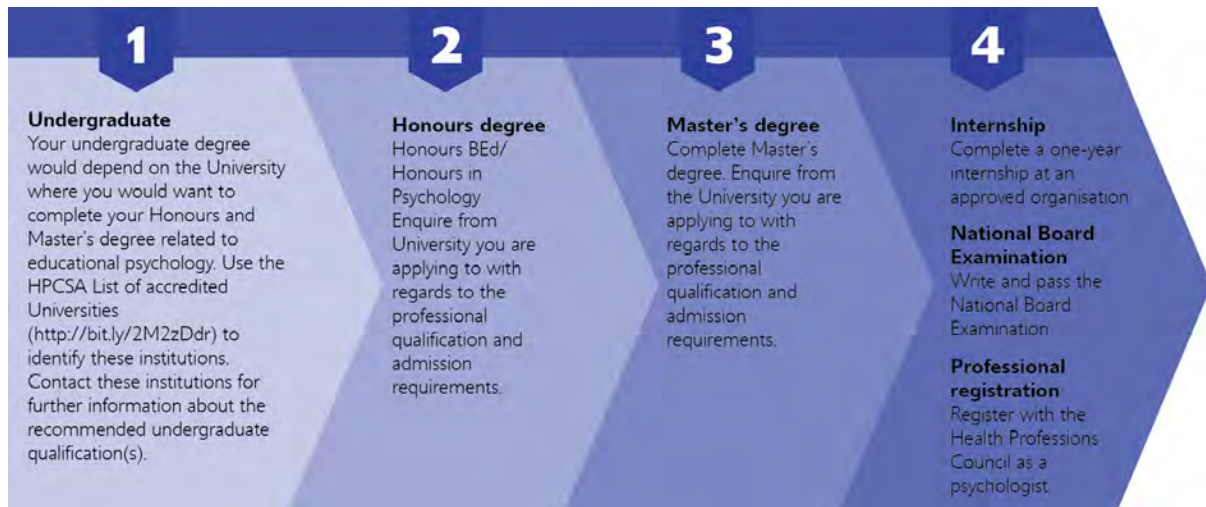 1
Undergraduate
Your undergraduate degree
would depend on the University
where you would want to
complete your Honours and
Master's degree related to
educational psychology. Use the
HPCSA List of accredited
Universities
(http://bit.ly/2M2zDdr) to
identify these institutions.
Contact these institutions for
further information about the
recommended undergraduate
qualification(s).
2
Honours degree
Honours BEd/
Honours in
Psychology
Enquire from
University you are
applying to with
regards to the
professional
qualification and
admission
requirements.
3
Master's degree
Complete Master's
degree. Enquire from
the University you are
applying to with
regards to the
professional
qualification and
admission
requirements.
4
Internship
Complete a one-year
internship at an
approved organisation
National Board
Examination
Write and pass the
National Board
Examination
Professional
registration
Register with the
Health Professions
Council as a
psychologist